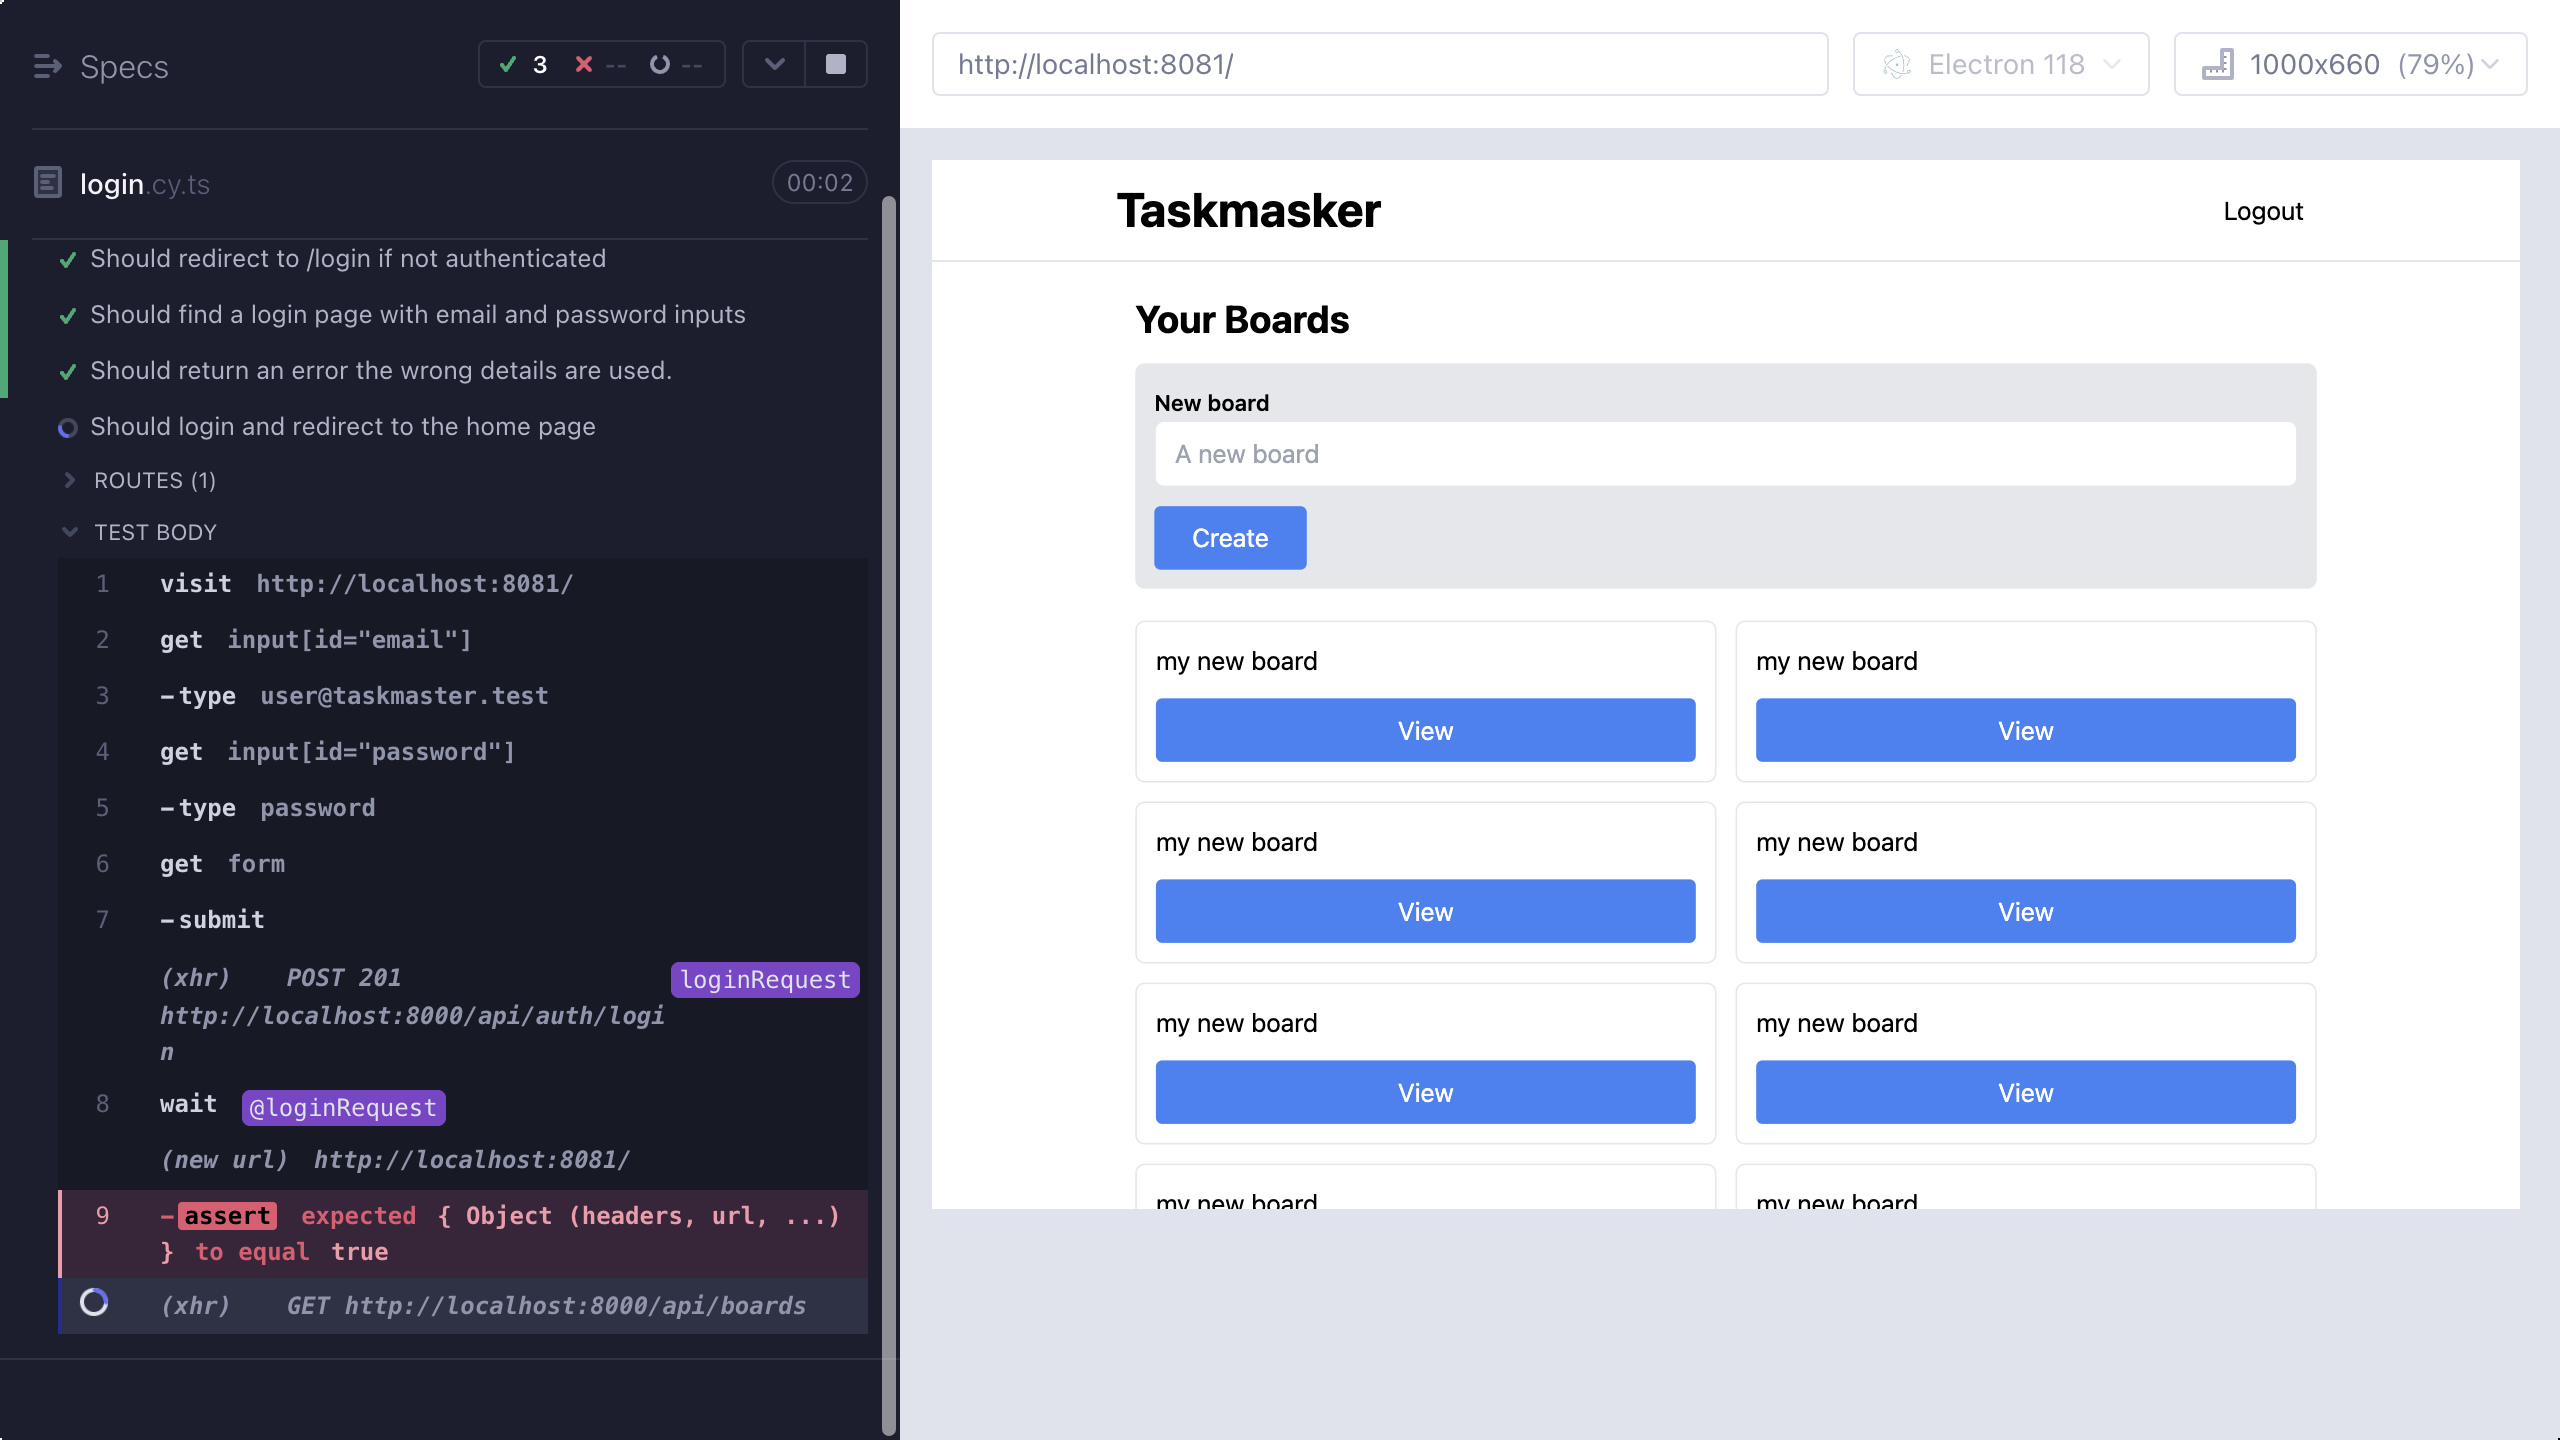 Specs
3 -- --
login.cy.ts
00:02
Should redirect to /login if not authenticated
Should find a login page with email and password inputs
Should return an error the wrong details are used.
Should login and redirect to the home page
ROUTES (1)
TEST BODY
1 visit http://localhost:8081/
2 get input[id="email"]
3 -type user@taskmaster.test
4 get input[id="password"]
5 -type password
6 get form
7 -submit
(xhr) POST 201 loginRequest
http://localhost:8000/api/auth/logi
n
8 wait @loginRequest
(new url) http://localhost:8081/
9 -assert expected { Object (headers, url, ...)
} to equal true
(xhr) GET http://localhost:8000/api/boards
http://localhost:8081/
Electron 118
1000x660 (79%)
Taskmasker
Logout
Your Boards
New board
A new board
Create
my new board my new board
View View
my new board my new board
View View
my new board my new board
View View
my new board my new board